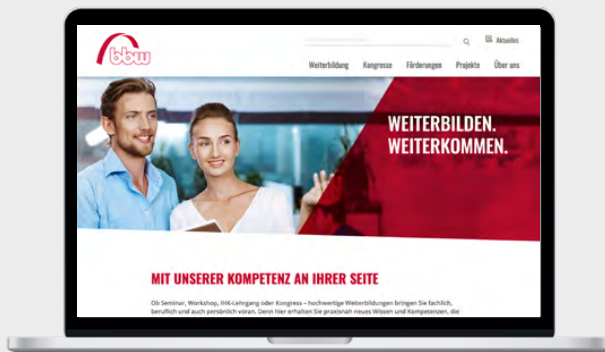 bbw
Aktuelles
Weiterbildung Kongresse Förderungen Projekte Über uns
WEITERBILDEN.
WEITERKOMMEN.
MIT UNSERER KOMPETENZ AN IHRER SEITE
Ob Seminar, Workshop, IHK-Lehrgang oder Kongress – hochwertige Weiterbildungen bringen Sie fachlich,
beruflich und auch persönlich voran. Denn hier erhalten Sie praxisnah neues Wissen und Kompetenzen, die